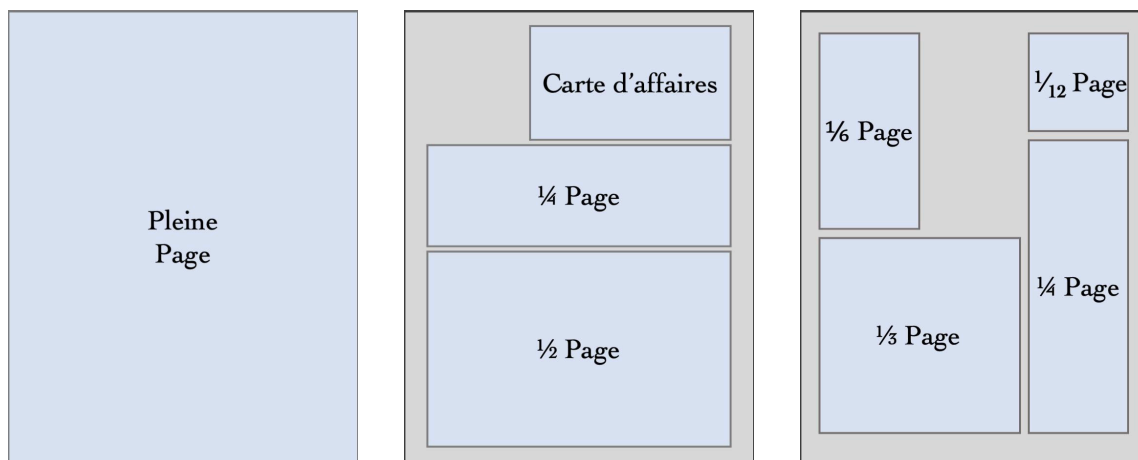 Pleine
Page
Carte d’affaires
¼ Page
½ Page
⅙ Page
1⁄12 Page
⅓ Page
¼ Page